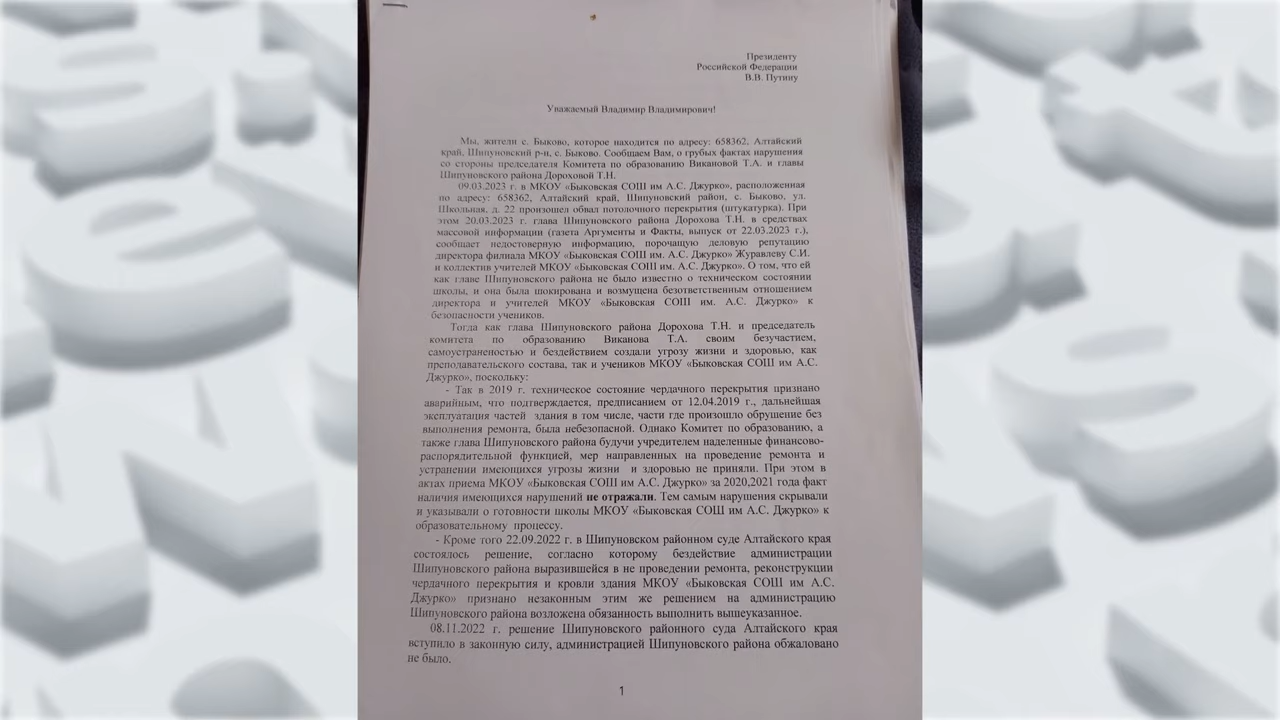 Президенту
Российской Федерации
В.В. Путину
Уважаемый Владимир Владимирович!
Мы, жители с. Быково, которое находится по адресу: 658362, Алтайский
край, Шипуновский р-н, с. Быково. Сообщаем Вам, о грубых фактах нарушения
со стороны председателя Комитета по образованию Викановой Т.А. и главы
Шипуновского района Дороховой Т.Н.
09.03.2023 г. в МКОУ «Быковская СОШ им А.С. Джурко», расположенная
по адресу: 658362, Алтайский край, Шипуновский район, с. Быково, ул.
Школьная, д. 22 произошел обвал потолочного перекрытия (штукатурка). При
этом 20.03.2023 г. глава Шипуновского района Дорохова Т.Н. в средствах
массовой информации (газета Аргументы и Факты, выпуск от 22.03.2023 г.),
сообщает недостоверную информацию, порочащую деловую репутацию
директора филиала МКОУ «Быковская СОШ им. А.С. Джурко» Журавлеву С.И.
и коллектив учителей МКОУ «Быковская СОШ им. А.С. Джурко». О том, что ей
как главе Шипуновского района не было известно о техническом состоянии
школы, и она была шокирована и возмущена безответственным отношением
директора и учителей МКОУ «Быковская СОШ им. А.С. Джурко» к
безопасности учеников.
Тогда как глава Шипуновского района Дорохова Т.Н. и председатель
комитета по образованию Виканова Т.А. своим безучастием,
самоустраненостью и бездействием создали угрозу жизни и здоровью, как
преподавательского состава, так и учеников МКОУ «Быковская СОШ им А.С.
Джурко», поскольку:
- Так в 2019 г. техническое состояние чердачного перекрытия признано
аварийным, что подтверждается, предписанием от 12.04.2019 г., дальнейшая
эксплуатация частей здания в том числе, части где произошло обрушение без
выполнения ремонта, была небезопасной. Однако Комитет по образованию, а
также глава Шипуновского района будучи учредителем наделенные финансово-
распорядительной функцией, мер направленных на проведение ремонта и
устранении имеющихся угрозы жизни и здоровью не приняли. При этом в
актах приема МКОУ «Быковская СОШ им. А.С. Джурко» за 2020,2021 года факт
наличия имеющихся нарушений не отражали. Тем самым нарушения скрывали
и указывали о готовности школы МКОУ «Быковская СОШ им А.С. Джурко» к
образовательному процессу.
- Кроме того 22.09.2022 г. в Шипуновском районном суде Алтайского края
состоялось решение, согласно которому бездействие администрации
Шипуновского района выразившейся в не проведении ремонта, реконструкции
чердачного перекрытия и кровли здания МКОУ «Быковская СОШ им А.С.
Джурко» признано незаконным этим же решением на администрацию
Шипуновского района возложена обязанность выполнить вышеуказанное.
08.11.2022 г. решение Шипуновского районного суда Алтайского края
вступило в законную силу, администрацией Шипуновского района обжаловано
не было.
1